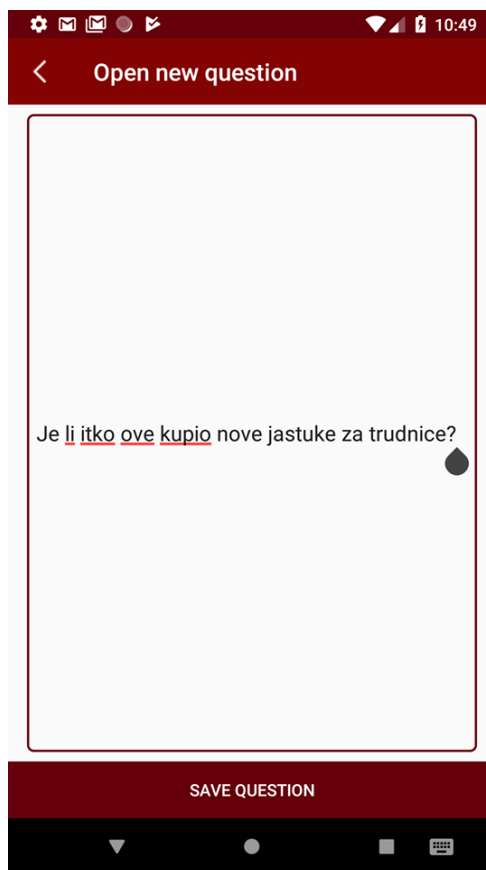 10:49
Open new question
Je li itko ove kupio nove jastuke za trudnice?
SAVE QUESTION